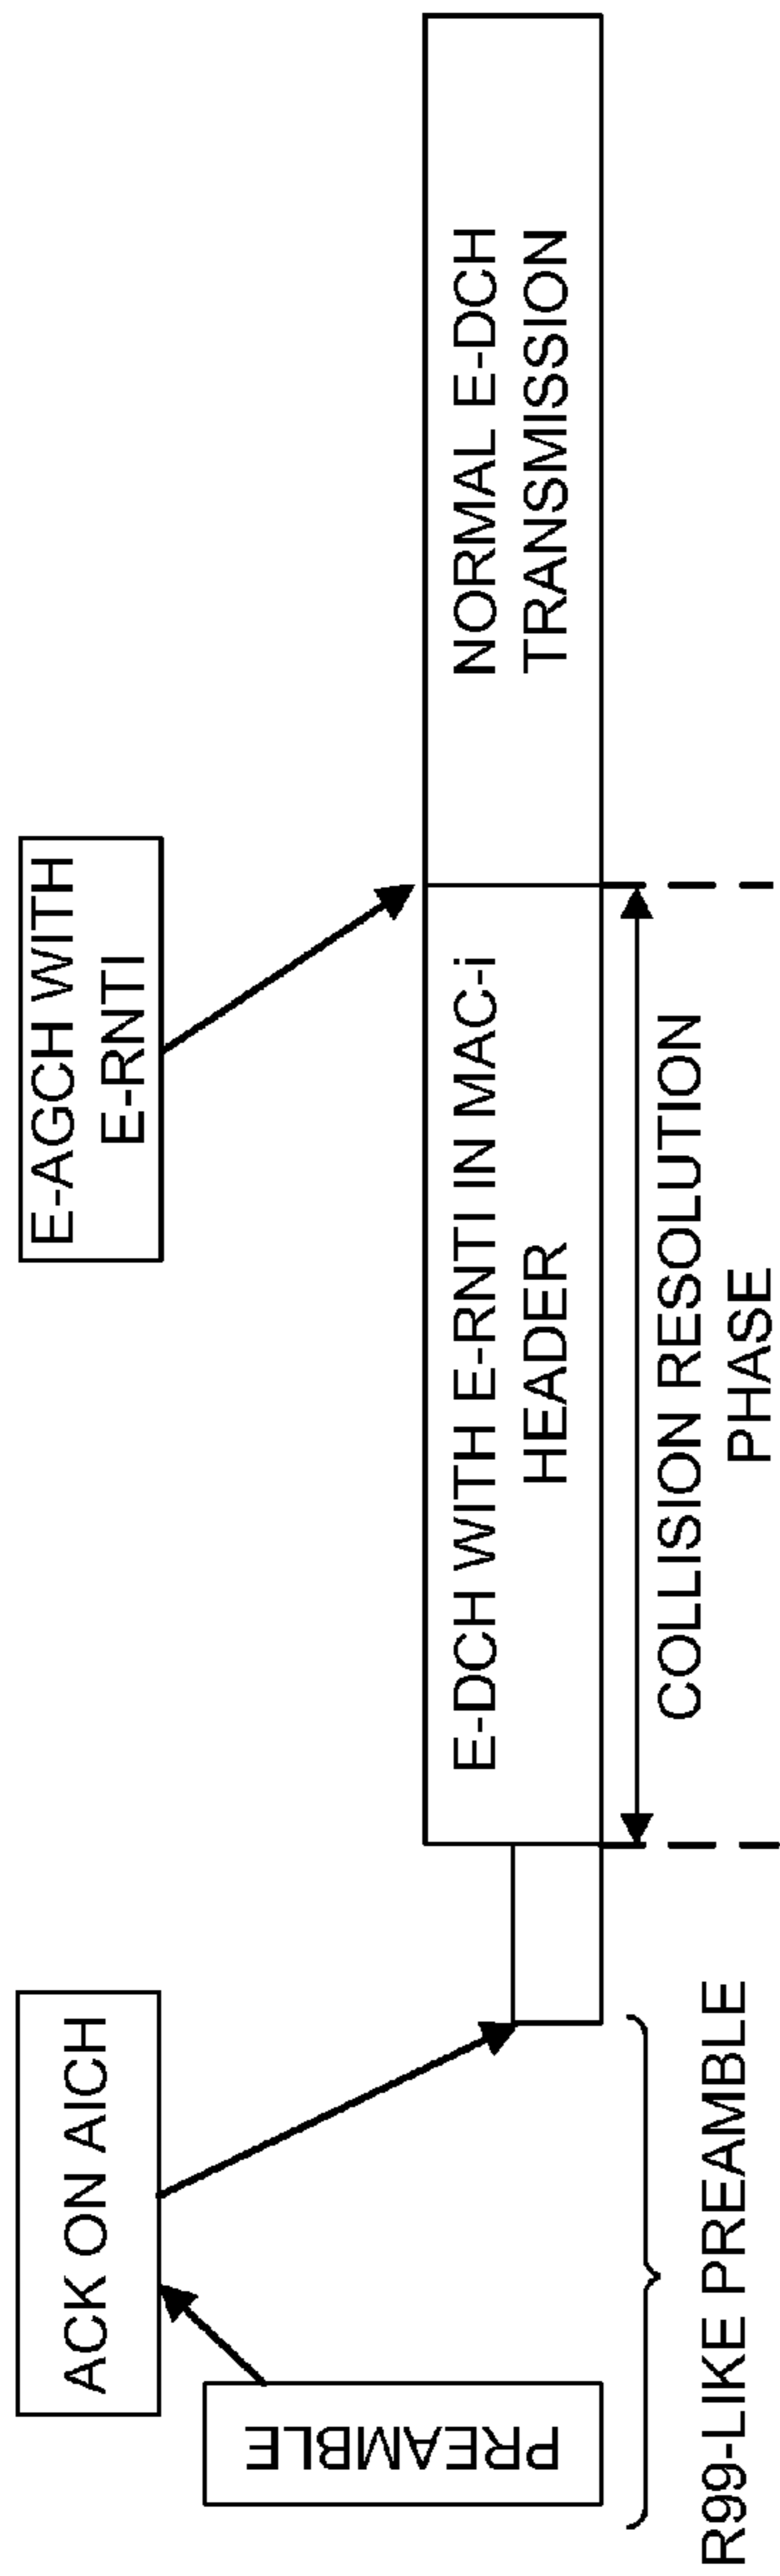 ACK ON AICH
E-AGCH WITH
E-RNTI
PREAMBLE
E-DCH WITH E-RNTI IN MAC-i
HEADER
NORMAL E-DCH
TRANSMISSION
R99-LIKE PREAMBLE
COLLISION RESOLUTION
PHASE